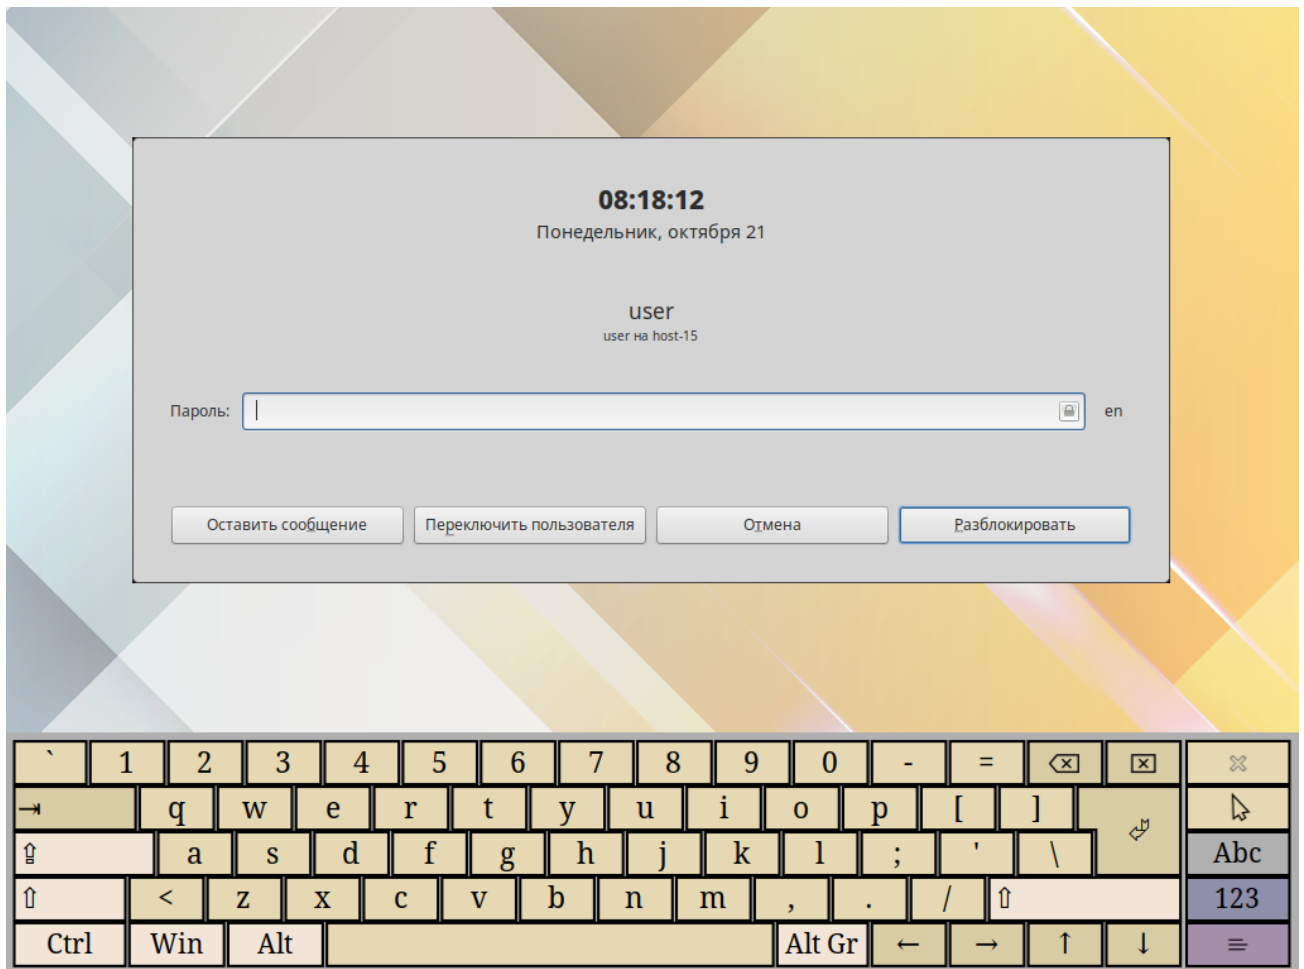 08:18:12
Понедельник, октября 21
user
user на host-15
Пароль: en
Оставить сообщение Переключить пользователя Отмена Разблокировать
` 1 2 3 4 5 6 7 8 9 0 - =
⇥ q w e r t y u i o p [ ]
a s d f g h j k l ; ' \ Abc
⇧ < z x c v b n m , . / ⇧ 123
Ctrl Win Alt Alt Gr ← → ↑ ↓